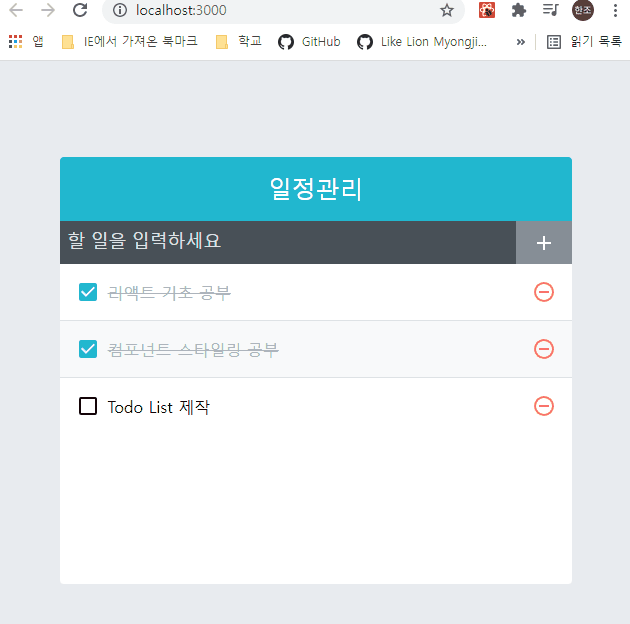 localhost:3000
한조
앱 IE에서 가져온 북마크 학교 GitHub Like Lion Myongji... » 읽기 목록
일정관리
할 일을 입력하세요
리액트 기초 공부
컴포넌트 스타일링 공부
Todo List 제작